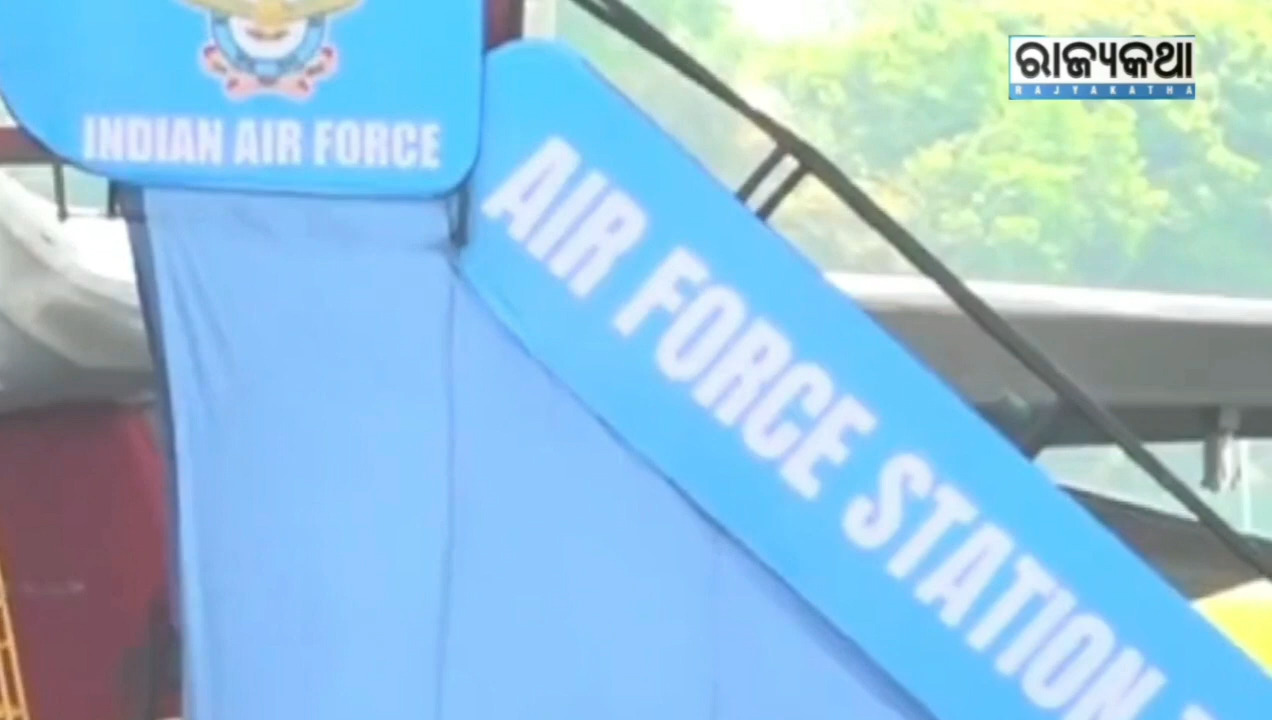 ରାଜ୍ୟକଥା
RAJYAKATHA
INDIAN AIR FORCE
AIR FORCE STATION